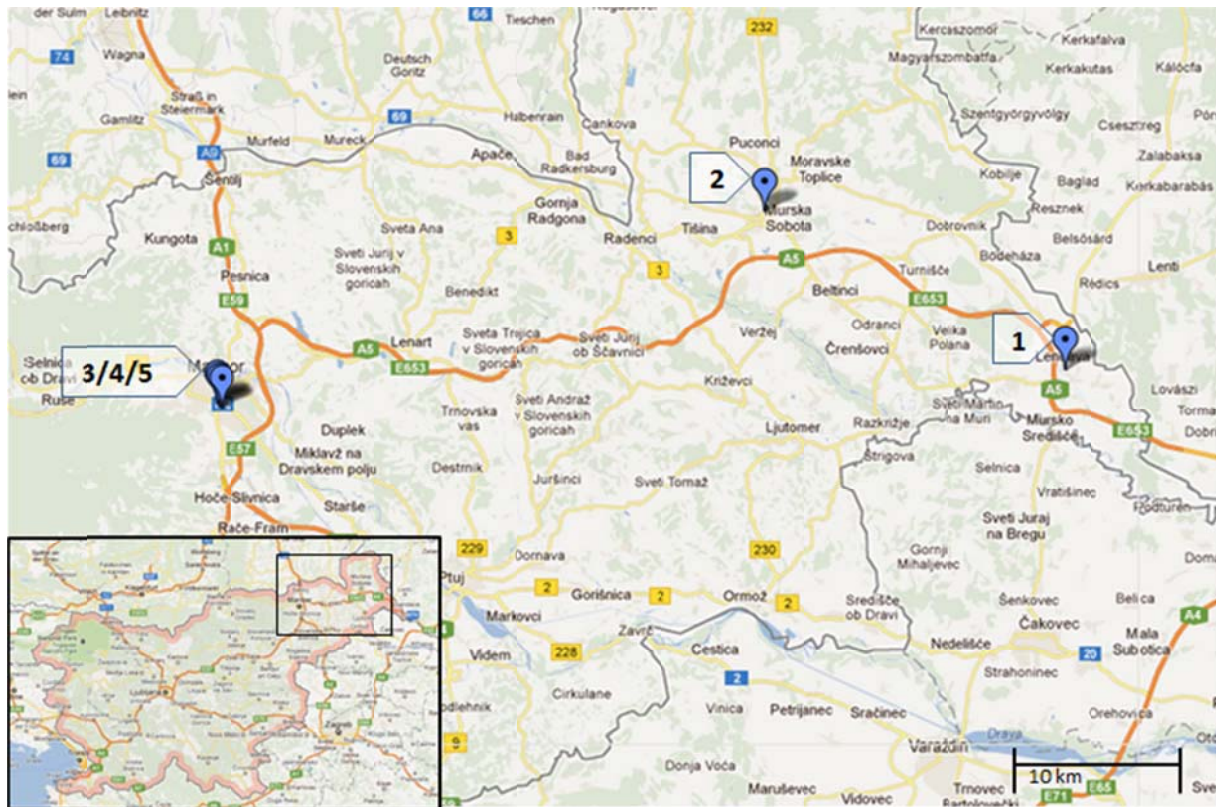 der Sulm
Leibnitz
66
Tieschen
232
Kercaszomor
Kerkafalva
Wagna
74
Deutsch
Goritz
Magyarszombatfa
Kerkakutas
Kálócfa
Straß in
Steiermark
Gamlitz
69
Halbenrain
Cankova
Szentgyörgyvölgy
Csesztreg
Murfeld
Mureck
69
A9
Apače
Bad
Radkersburg
Puconci
Moravske
Toplice
Zalabaksa
Šentilj
2
Kobilje
Baglad
Kerkabarabás
Gornja
Radgona
Murska
Sobota
Resznek
Kungota
Sveta Ana
3
Radenci
Tišina
Dobrovnik
Belsősárd
A1
Sveti Jurij v
Slovenskih
goricah
3
A5
Bödeháza
Lenti
Pesnica
Turnišče
Rédics
E59
Benedikt
Beltinci
E653
Odranci
Velika
Polana
Sveta Trojica
v Slovenskih
goricah
Sveti Jurij
ob Ščavnici
Veržej
1
Selnica
ob Dravi
Ruše
3/4/5
A5
Lenart
E653
Črenšovci
Križevci
A5
Lovászi
Trnovska
vas
Sveti Andraž
v Slovenskih
goricah
Sveti Martin
na Muri
Mursko
Središče
E653
Duplek
Ljutomer
Razkrižje
E57
Miklavž na
Dravskem polju
Destrnik
Juršinci
Sveti Tomaž
Štrigova
Selnica
Hoče-Slivnica
Starše
Vratišinec
Rače-Fram
Sveti Juraj
na Bregu
229
Dornava
230
Gornji
Mihaljevec
Ptuj
2
Gorišnica
2
Ormož
2
Središče
ob Dravi
Šenkovec
Belica
A4
Markovci
Zavrč
Čakovec
Mala
Subotica
Videm
228
Cestica
Nedelišće
20
Strahoninec
Cirkulane
2
Vinica
Petrijanec
Sračinec
Orehovica
9
Varaždin
Drava
Donja Voća
10 km
Maruševec
Vidovec
Trnovec
Bartolovečki
E71
E65
Ljubljana
Zagreb